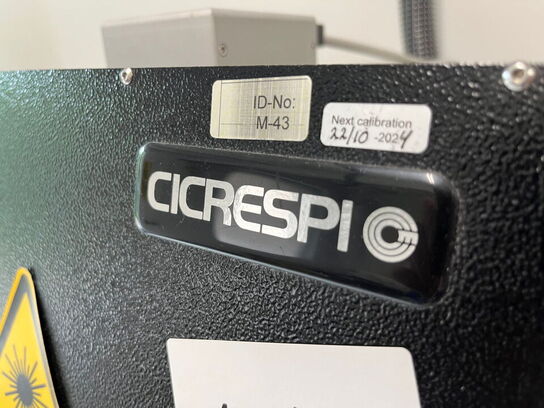 ID-No:
M-43
Next calibration
22/10 -2024
CICRESPI